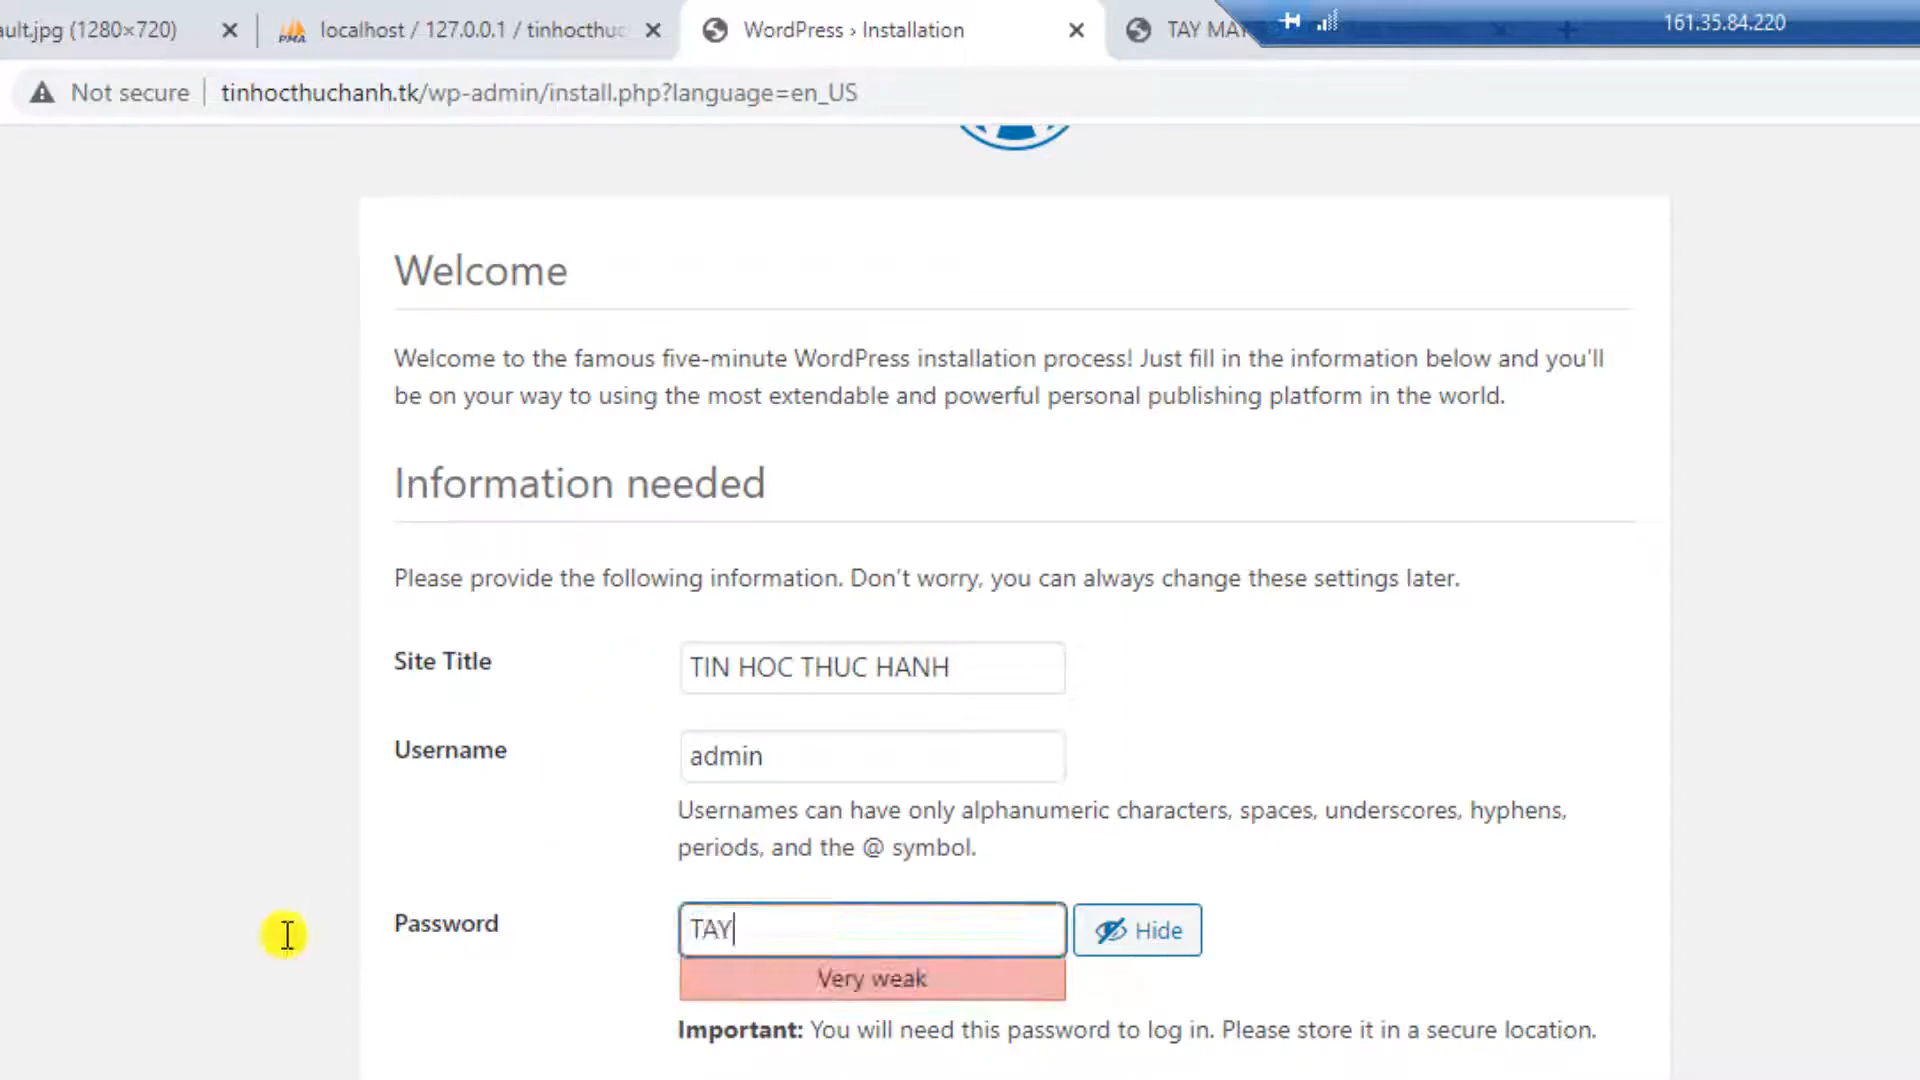 ault.jpg (1280×720)
localhost / 127.0.0.1 / tinhocthuc
WordPress › Installation
TAY MAY
161.35.84.220
Not secure
tinhocthuchanh.tk/wp-admin/install.php?language=en_US
Welcome
Welcome to the famous five-minute WordPress installation process! Just fill in the information below and you'll
be on your way to using the most extendable and powerful personal publishing platform in the world.
Information needed
Please provide the following information. Don't worry, you can always change these settings later.
Site Title
TIN HOC THUC HANH
Username
admin
Usernames can have only alphanumeric characters, spaces, underscores, hyphens,
periods, and the @ symbol.
Password
TAY
Hide
Very weak
Important: You will need this password to log in. Please store it in a secure location.